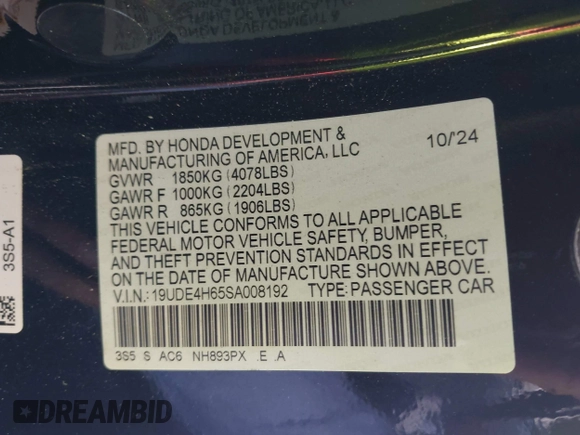 MFD. BY HONDA DEVELOPMENT &
MANUFACTURING OF AMERICA, LLC 10/24
GVWR 1850KG (4078LBS)
GAWR F 1000KG (2204LBS)
GAWR R 865KG (1906LBS)
THIS VEHICLE CONFORMS TO ALL APPLICABLE
FEDERAL MOTOR VEHICLE SAFETY, BUMPER,
AND THEFT PREVENTION STANDARDS IN EFFECT
ON THE DATE OF MANUFACTURE SHOWN ABOVE.
V.I.N.: 19UDE4H65SA008192 TYPE: PASSENGER CAR
3S5 S AC6 NH893PX .E .A
3S5-A1
DREAMBID